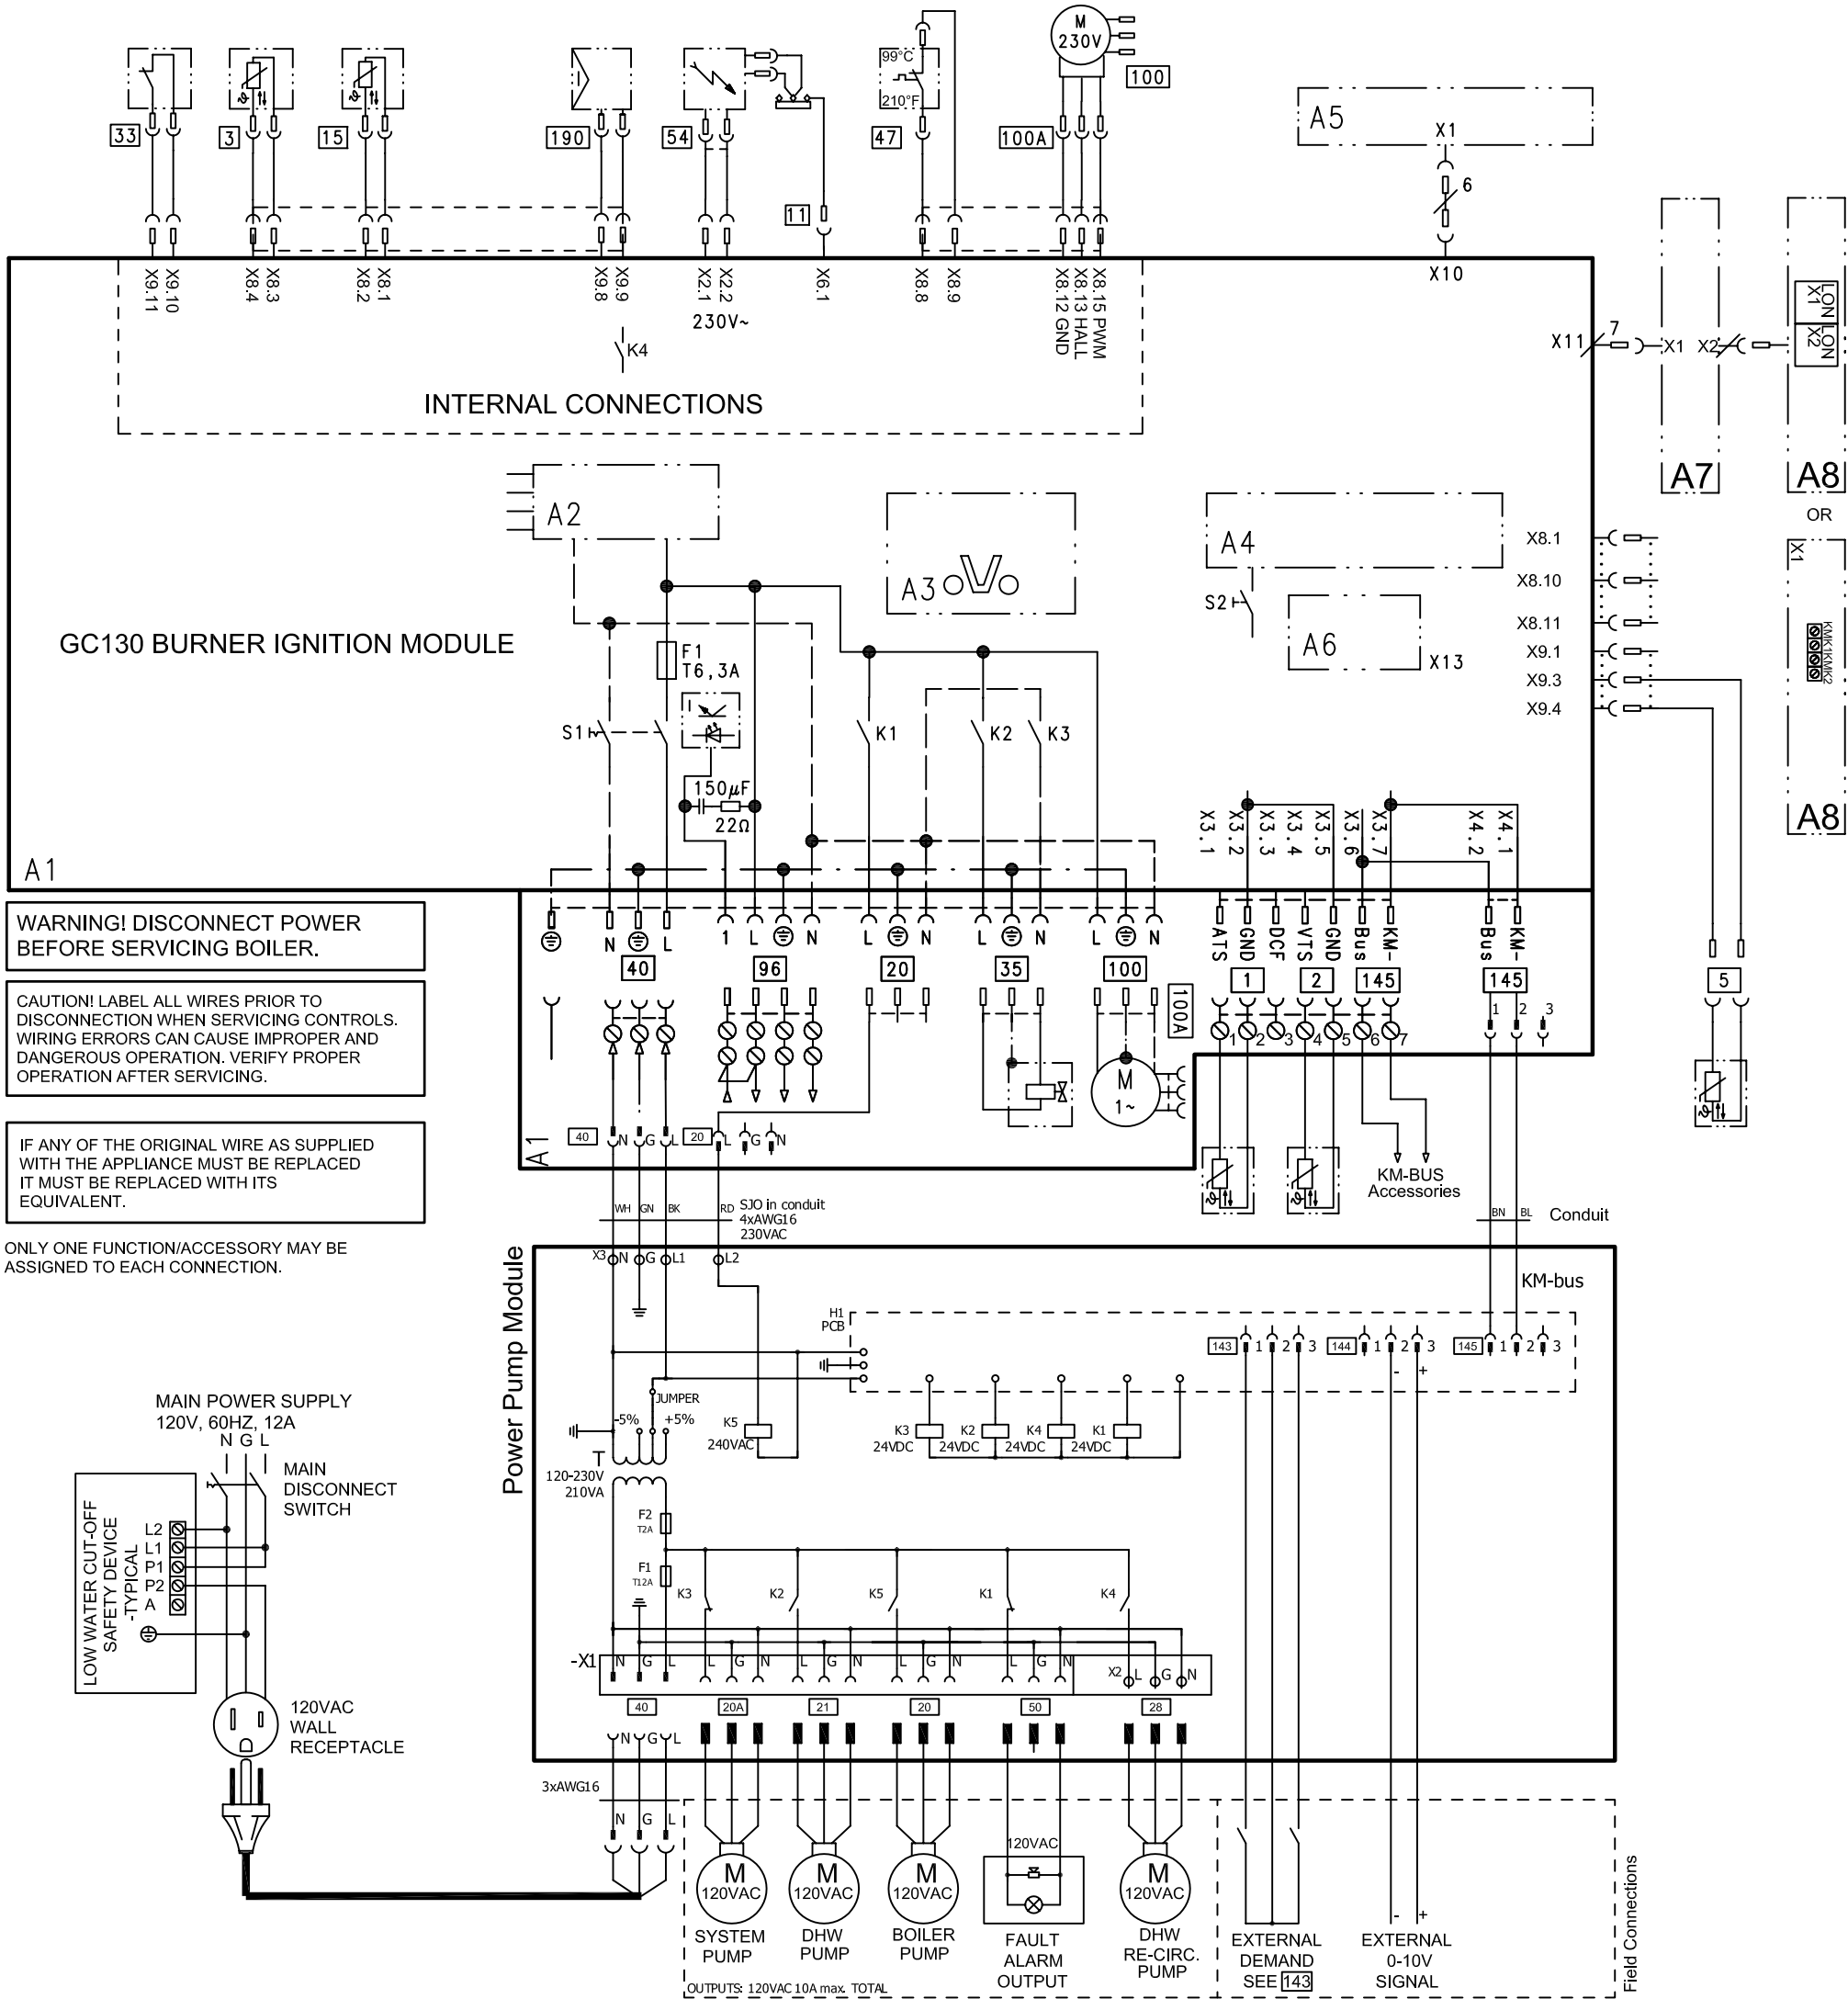 M
230V
100
99°C
210°F
33
3
15
190
54
47
100A
11
A5
X1
6
X9.11
X9.10
X8.4
X8.3
X8.2
X8.1
X9.8
X9.9
X2.1
X2.2
230V~
X6.1
X8.8
X8.9
X8.12 GND
X8.13 HALL
X8.15 PWM
X10
K4
INTERNAL CONNECTIONS
X11
7
X1
X2
LON
X1
LON
X2
A7
A8
OR
A2
A3
A4
S2
A6
X13
X8.1
X8.10
X8.11
X9.1
X9.3
X9.4
X1
KMK1KMK2
A8
GC130 BURNER IGNITION MODULE
F1
T6,3A
S1
K1
K2
K3
150µF
22Ω
X3.1
X3.2
X3.3
X3.4
X3.5
X3.6
X3.7
X4.2
X4.1
A1
WARNING! DISCONNECT POWER
BEFORE SERVICING BOILER.
CAUTION! LABEL ALL WIRES PRIOR TO
DISCONNECTION WHEN SERVICING CONTROLS.
WIRING ERRORS CAN CAUSE IMPROPER AND
DANGEROUS OPERATION. VERIFY PROPER
OPERATION AFTER SERVICING.
IF ANY OF THE ORIGINAL WIRE AS SUPPLIED
WITH THE APPLIANCE MUST BE REPLACED
IT MUST BE REPLACED WITH ITS
EQUIVALENT.
ONLY ONE FUNCTION/ACCESSORY MAY BE
ASSIGNED TO EACH CONNECTION.
N L 1 L N L N L N L N
ATS
GND
DCF
VTS
GND
Bus
KM-
Bus
KM-
40
96
20
35
100
100A
1
2
145
145
5
1 2 3 4 5 6 7
1 2 3
M
1~
A1
40 N G L
20 L G N
KM-BUS
Accessories
WH GN BK RD
SJO in conduit
4xAWG16
230VAC
BN BL
Conduit
Power Pump Module
X3 N G L1 L2
KM-bus
H1
PCB
143 1 2 3
144 1 2 3
145 1 2 3
- +
JUMPER
-5% +5%
T
120-230V
210VA
K5
240VAC
K3
24VDC
K2
24VDC
K4
24VDC
K1
24VDC
F2
T2A
F1
T12A
K3
K2
K5
K1
K4
-X1 N G L L G N L G N L G N L G N X2 L G N
40
20A
21
20
50
28
N G L
3xAWG16
N G L
MAIN POWER SUPPLY
120V, 60HZ, 12A
N G L
MAIN
DISCONNECT
SWITCH
LOW WATER CUT-OFF
SAFETY DEVICE
-TYPICAL
L2
L1
P1
P2
A
120VAC
WALL
RECEPTACLE
M
120VAC
SYSTEM
PUMP
M
120VAC
DHW
PUMP
M
120VAC
BOILER
PUMP
120VAC
FAULT
ALARM
OUTPUT
M
120VAC
DHW
RE-CIRC.
PUMP
OUTPUTS: 120VAC 10A max. TOTAL
EXTERNAL
DEMAND
SEE 143
- +
EXTERNAL
0-10V
SIGNAL
Field Connections